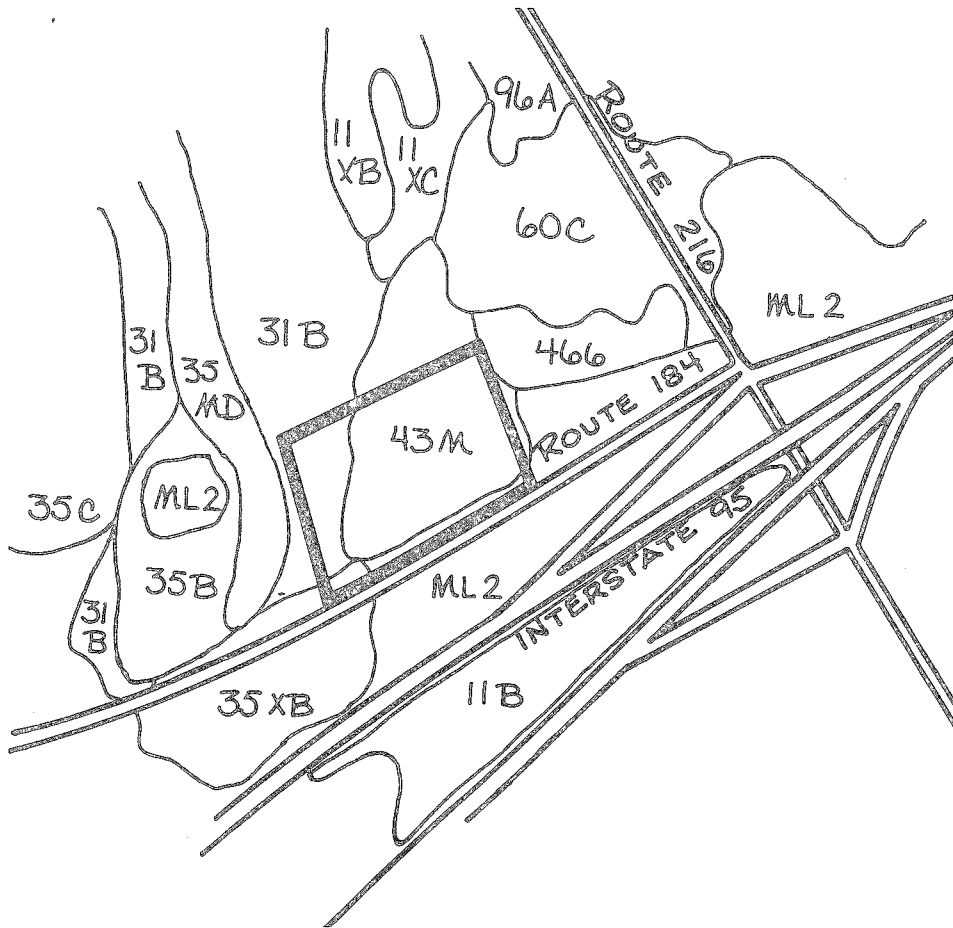 96A
ROUTE 216
11
XB
11
XC
60C
ML2
31B
31
B
35
MD
466
ROUTE 184
43M
35C
ML2
35B
ML2
INTERSTATE 95
31
B
35XB
11B